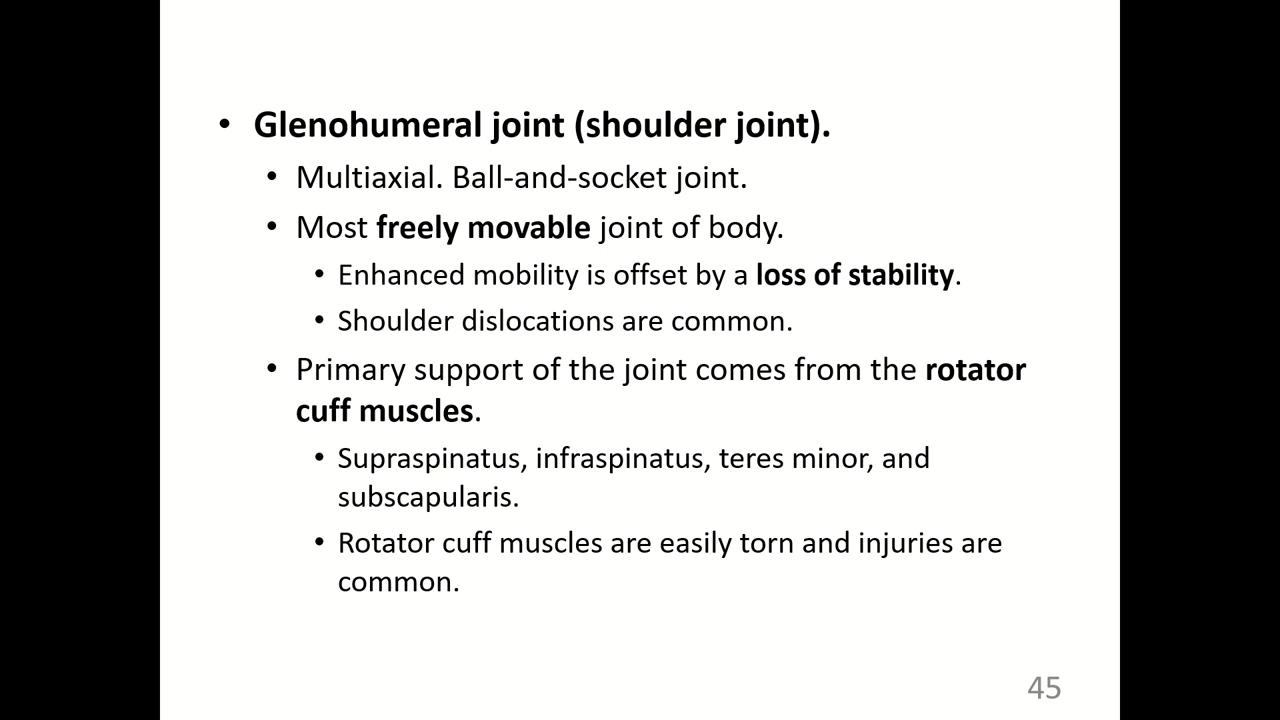 • Glenohumeral joint (shoulder joint).
• Multiaxial. Ball-and-socket joint.
• Most freely movable joint of body.
• Enhanced mobility is offset by a loss of stability.
• Shoulder dislocations are common.
• Primary support of the joint comes from the rotator
cuff muscles.
• Supraspinatus, infraspinatus, teres minor, and
subscapularis.
• Rotator cuff muscles are easily torn and injuries are
common.
45